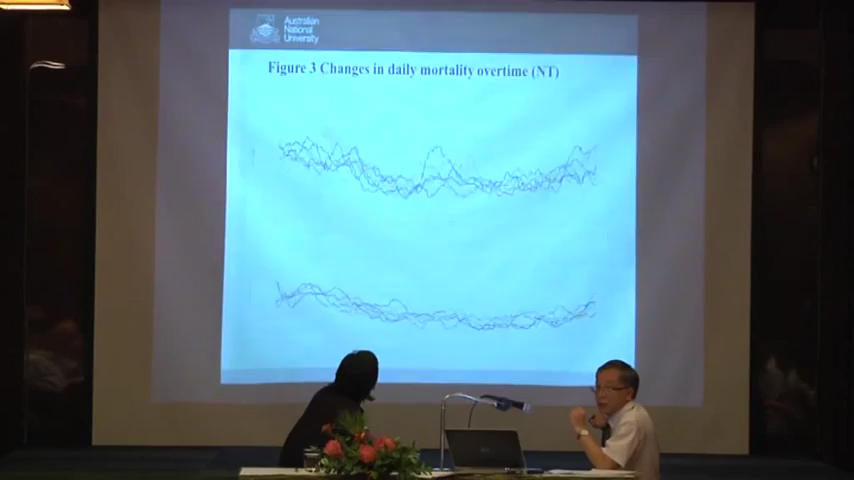 Australian
National
University
Figure 3 Changes in daily mortality overtime (NT)